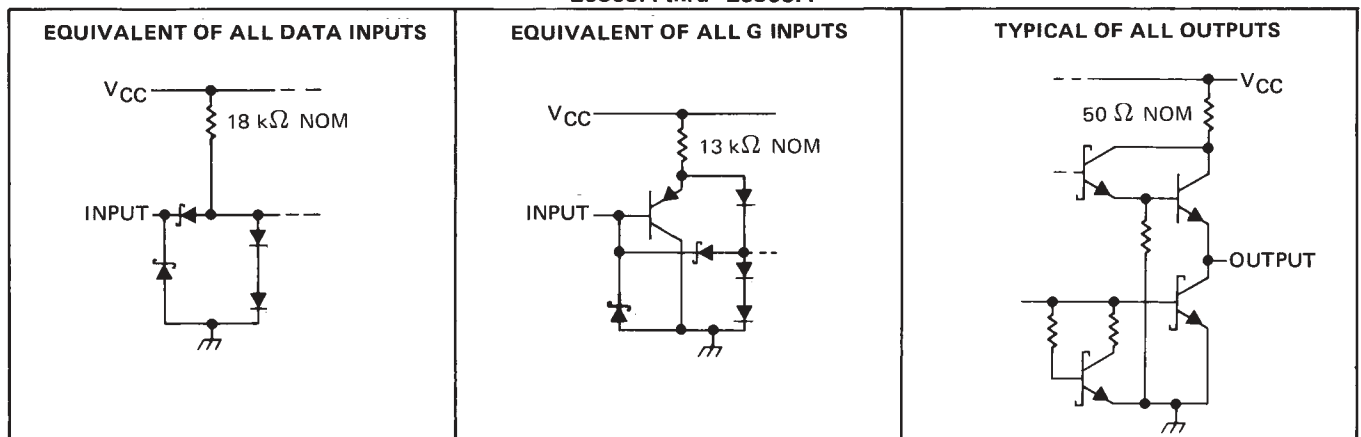 EQUIVALENT OF ALL DATA INPUTS
VCC
18 kΩ NOM
INPUT
EQUIVALENT OF ALL G INPUTS
VCC
13 kΩ NOM
INPUT
TYPICAL OF ALL OUTPUTS
VCC
50 Ω NOM
OUTPUT